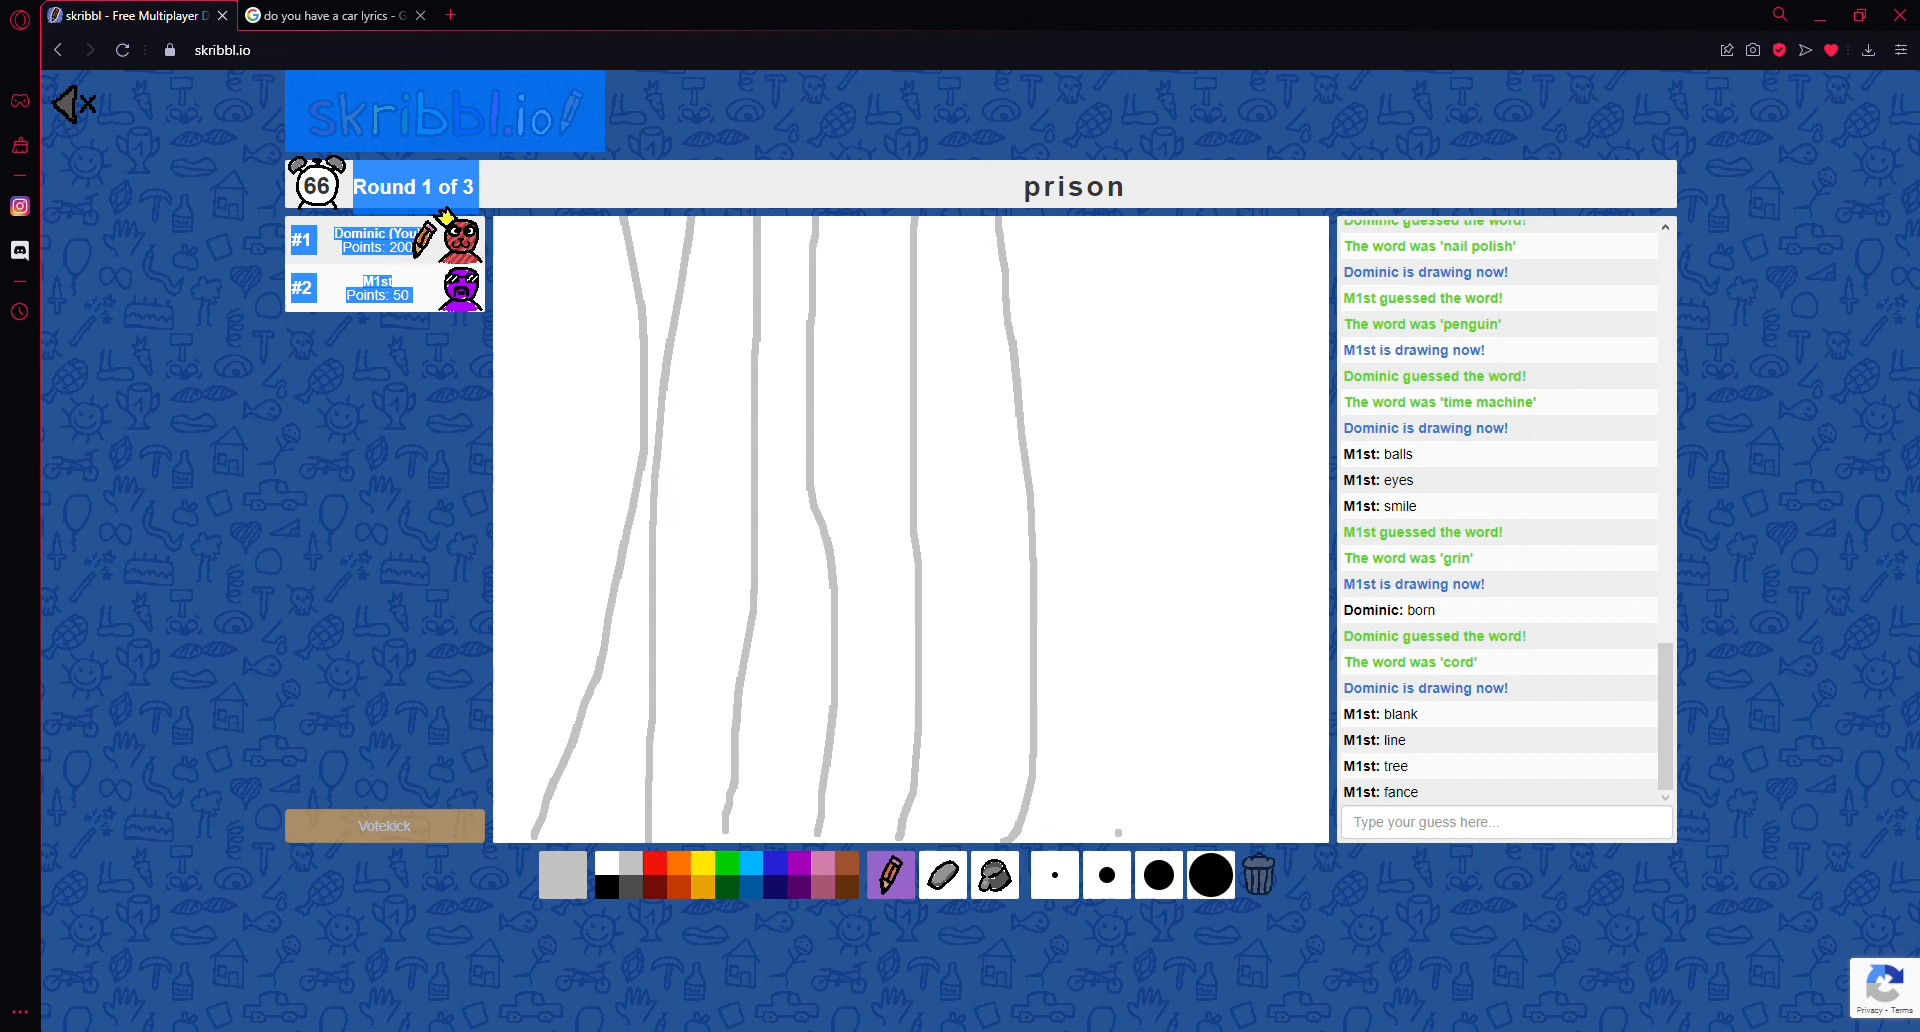 skribbl - Free Multiplayer D
do you have a car lyrics - G
skribbl.io
skribbl.io
66
Round 1 of 3
prison
#1
Dominic (You)
Points: 200
#2
M1st
Points: 50
Votekick
Dominic guessed the word!
The word was 'nail polish'
Dominic is drawing now!
M1st guessed the word!
The word was 'penguin'
M1st is drawing now!
Dominic guessed the word!
The word was 'time machine'
Dominic is drawing now!
M1st: balls
M1st: eyes
M1st: smile
M1st guessed the word!
The word was 'grin'
M1st is drawing now!
Dominic: born
Dominic guessed the word!
The word was 'cord'
Dominic is drawing now!
M1st: blank
M1st: line
M1st: tree
M1st: fance
Type your guess here...
Privacy - Terms